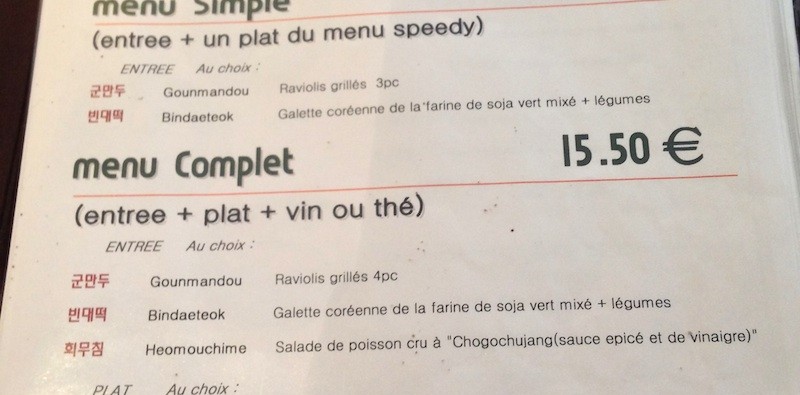 menu Simple
(entree + un plat du menu speedy)
ENTREE Au choix :
군만두 Gounmandou Raviolis grillés 3pc
빈대떡 Bindaeteok Galette coréenne de la farine de soja vert mixé + légumes
menu Complet 15.50 €
(entree + plat + vin ou thé)
ENTREE Au choix :
군만두 Gounmandou Raviolis grillés 4pc
빈대떡 Bindaeteok Galette coréenne de la farine de soja vert mixé + légumes
회무침 Heomouchime Salade de poisson cru à "Chogochujang(sauce epicé et de vinaigre)"
PLAT Au choix :